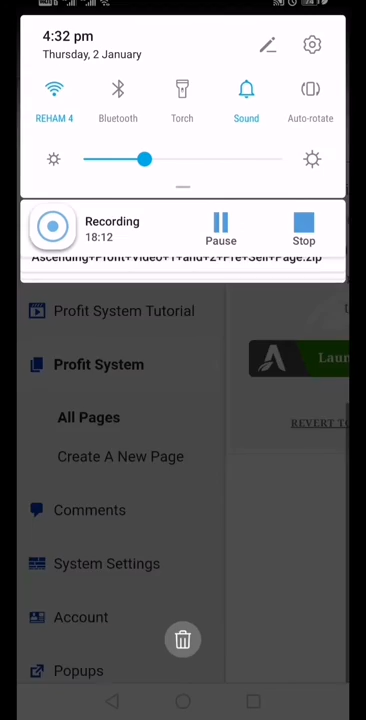 4:32 pm
Thursday, 2 January
REHAM 4
Bluetooth
Torch
Sound
Auto-rotate
Recording
18:12
Pause
Stop
Ascending+Profit+Video+1+and+2+Pre+Sell+Page.zip
Profit System Tutorial
Profit System
Laun
All Pages
REVERT TO
Create A New Page
Comments
System Settings
Account
Popups